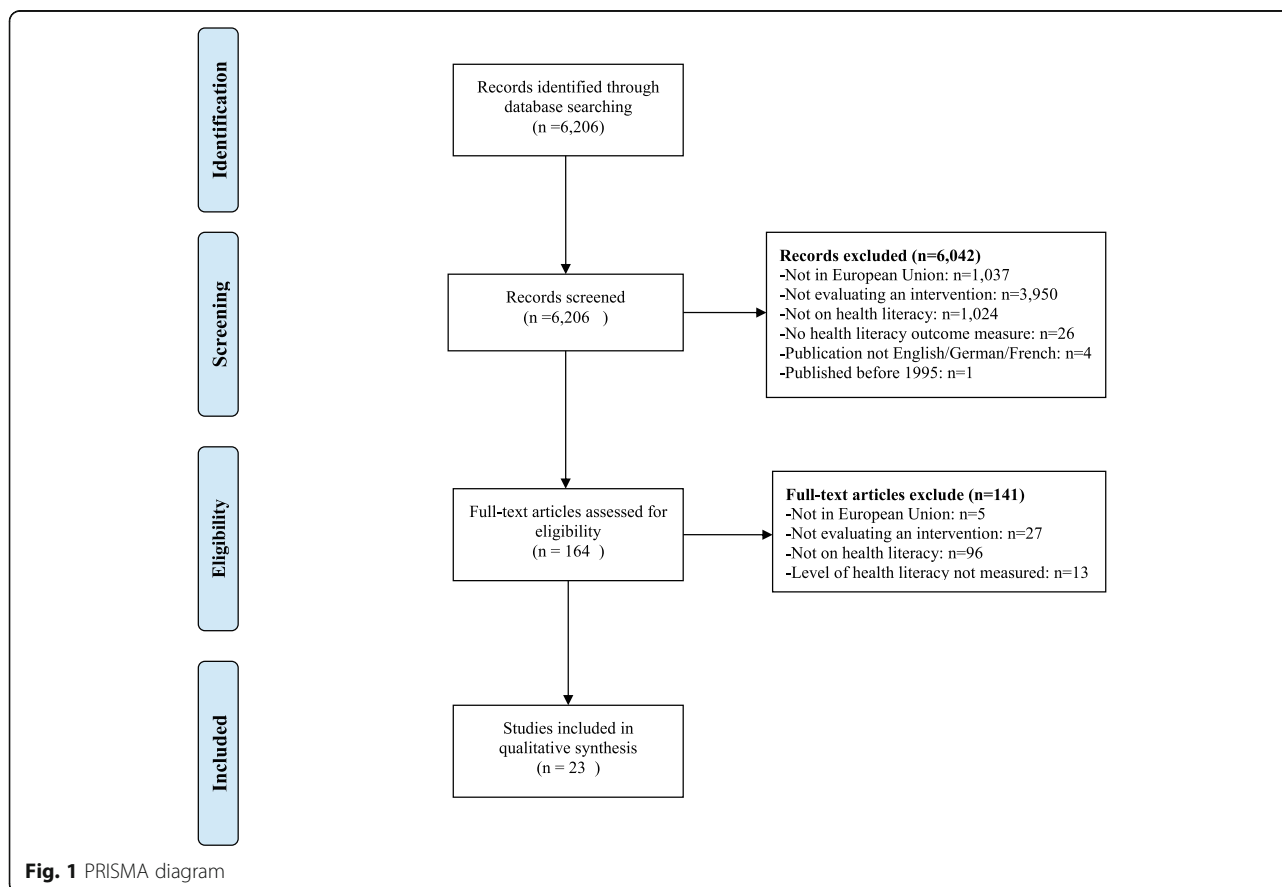 Identification
Records identified through
database searching
(n =6,206)
Screening
Records screened
(n =6,206 )
Records excluded (n=6,042)
-Not in European Union: n=1,037
-Not evaluating an intervention: n=3,950
-Not on health literacy: n=1,024
-No health literacy outcome measure: n=26
-Publication not English/German/French: n=4
-Published before 1995: n=1
Eligibility
Full-text articles assessed for
eligibility
(n = 164 )
Full-text articles exclude (n=141)
-Not in European Union: n=5
-Not evaluating an intervention: n=27
-Not on health literacy: n=96
-Level of health literacy not measured: n=13
Included
Studies included in
qualitative synthesis
(n = 23 )
Fig. 1 PRISMA diagram